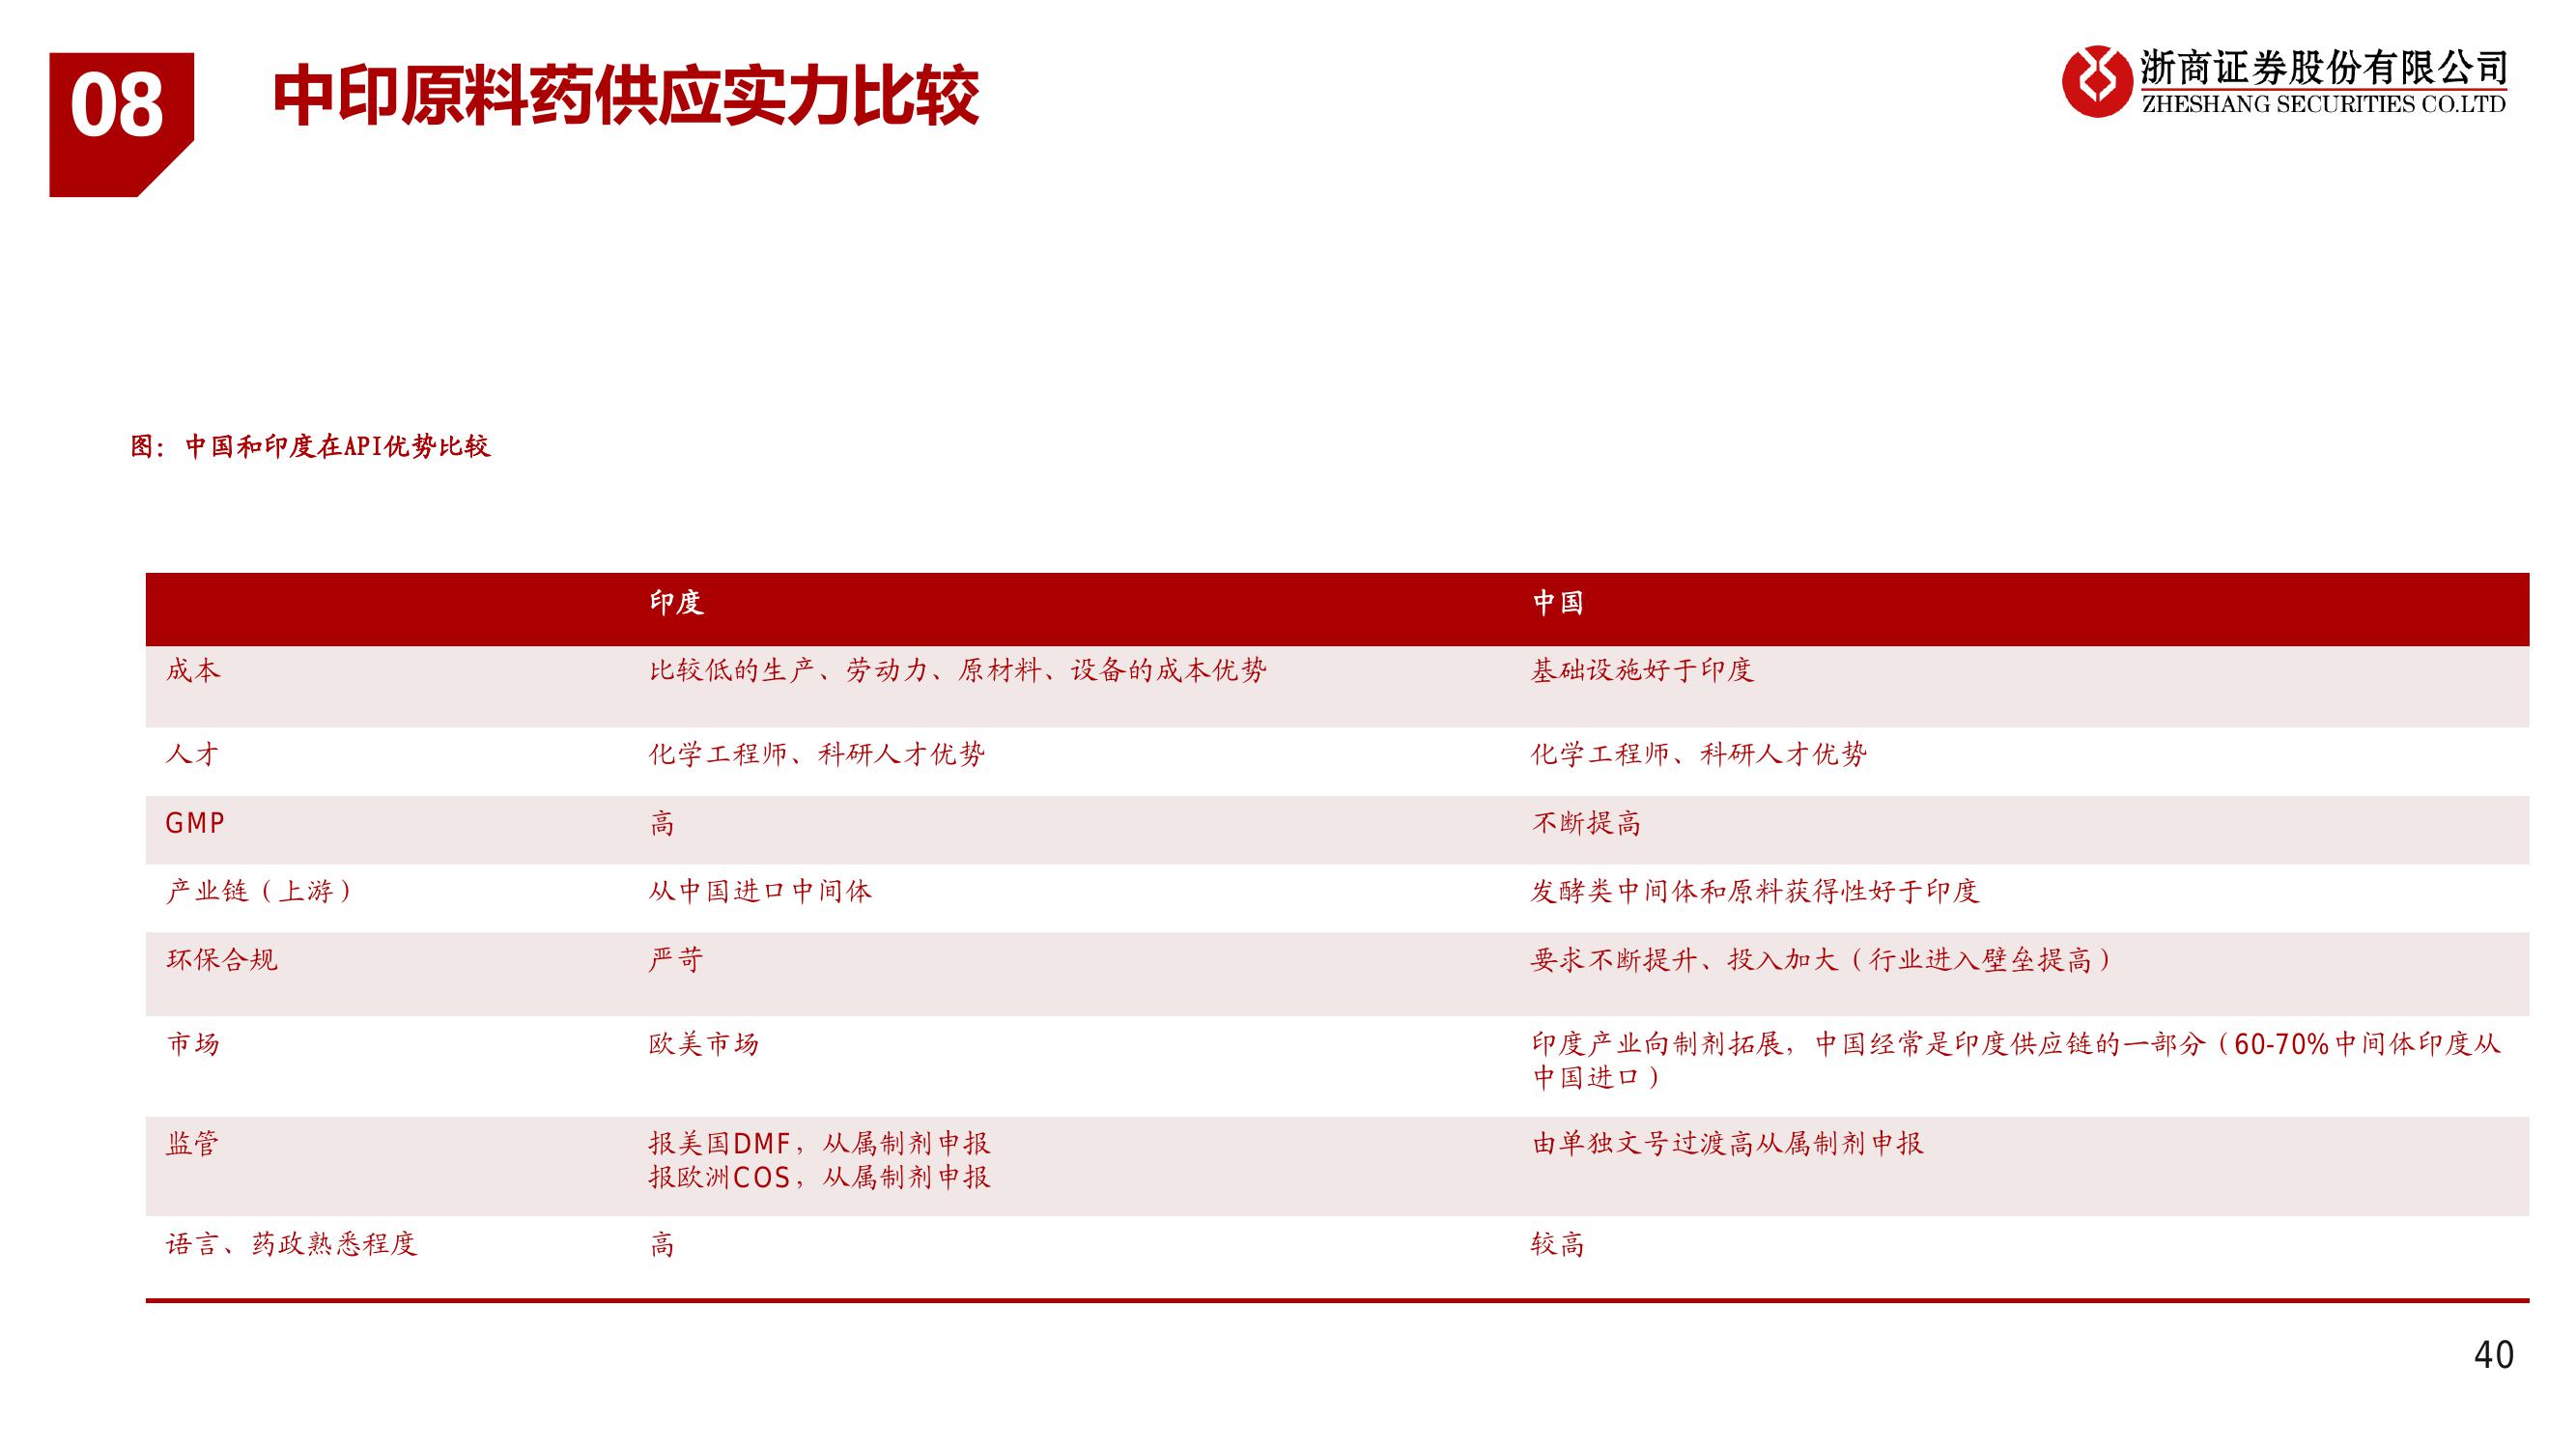 08
中印原料药供应实力比较
浙商证券股份有限公司
ZHESHANG SECURITIES CO.LTD
图：中国和印度在API优势比较
印度 中国
成本 比较低的生产、劳动力、原材料、设备的成本优势 基础设施好于印度
人才 化学工程师、科研人才优势 化学工程师、科研人才优势
GMP 高 不断提高
产业链（上游） 从中国进口中间体 发酵类中间体和原料获得性好于印度
环保合规 严苛 要求不断提升、投入加大（行业进入壁垒提高）
市场 欧美市场 印度产业向制剂拓展，中国经常是印度供应链的一部分（60-70%中间体印度从
中国进口）
监管 报美国DMF，从属制剂申报 由单独文号过渡高从属制剂申报
报欧洲COS，从属制剂申报
语言、药政熟悉程度 高 较高
40